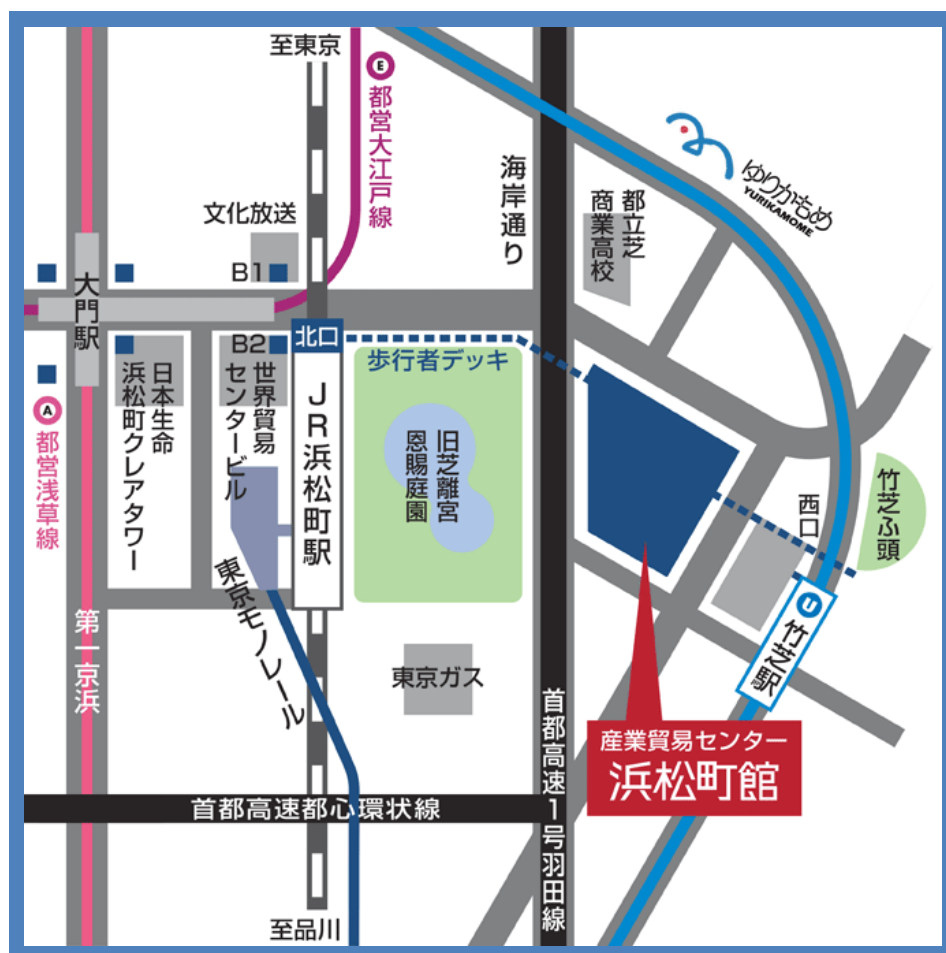 至東京
E
都営大江戸線
文化放送
海岸通り
都立芝
商業高校
ゆりかもめ
YURIKAMOME
B1
大門駅
北口
歩行者デッキ
B2
日本生命
浜松町クレアタワー
世界貿易
センタービル
JR浜松町駅
旧芝離宮
恩賜庭園
A
都営浅草線
西口
竹芝ふ頭
東京モノレール
第一京浜
U
竹芝駅
東京ガス
首都高速1号羽田線
産業貿易センター
浜松町館
首都高速都心環状線
至品川